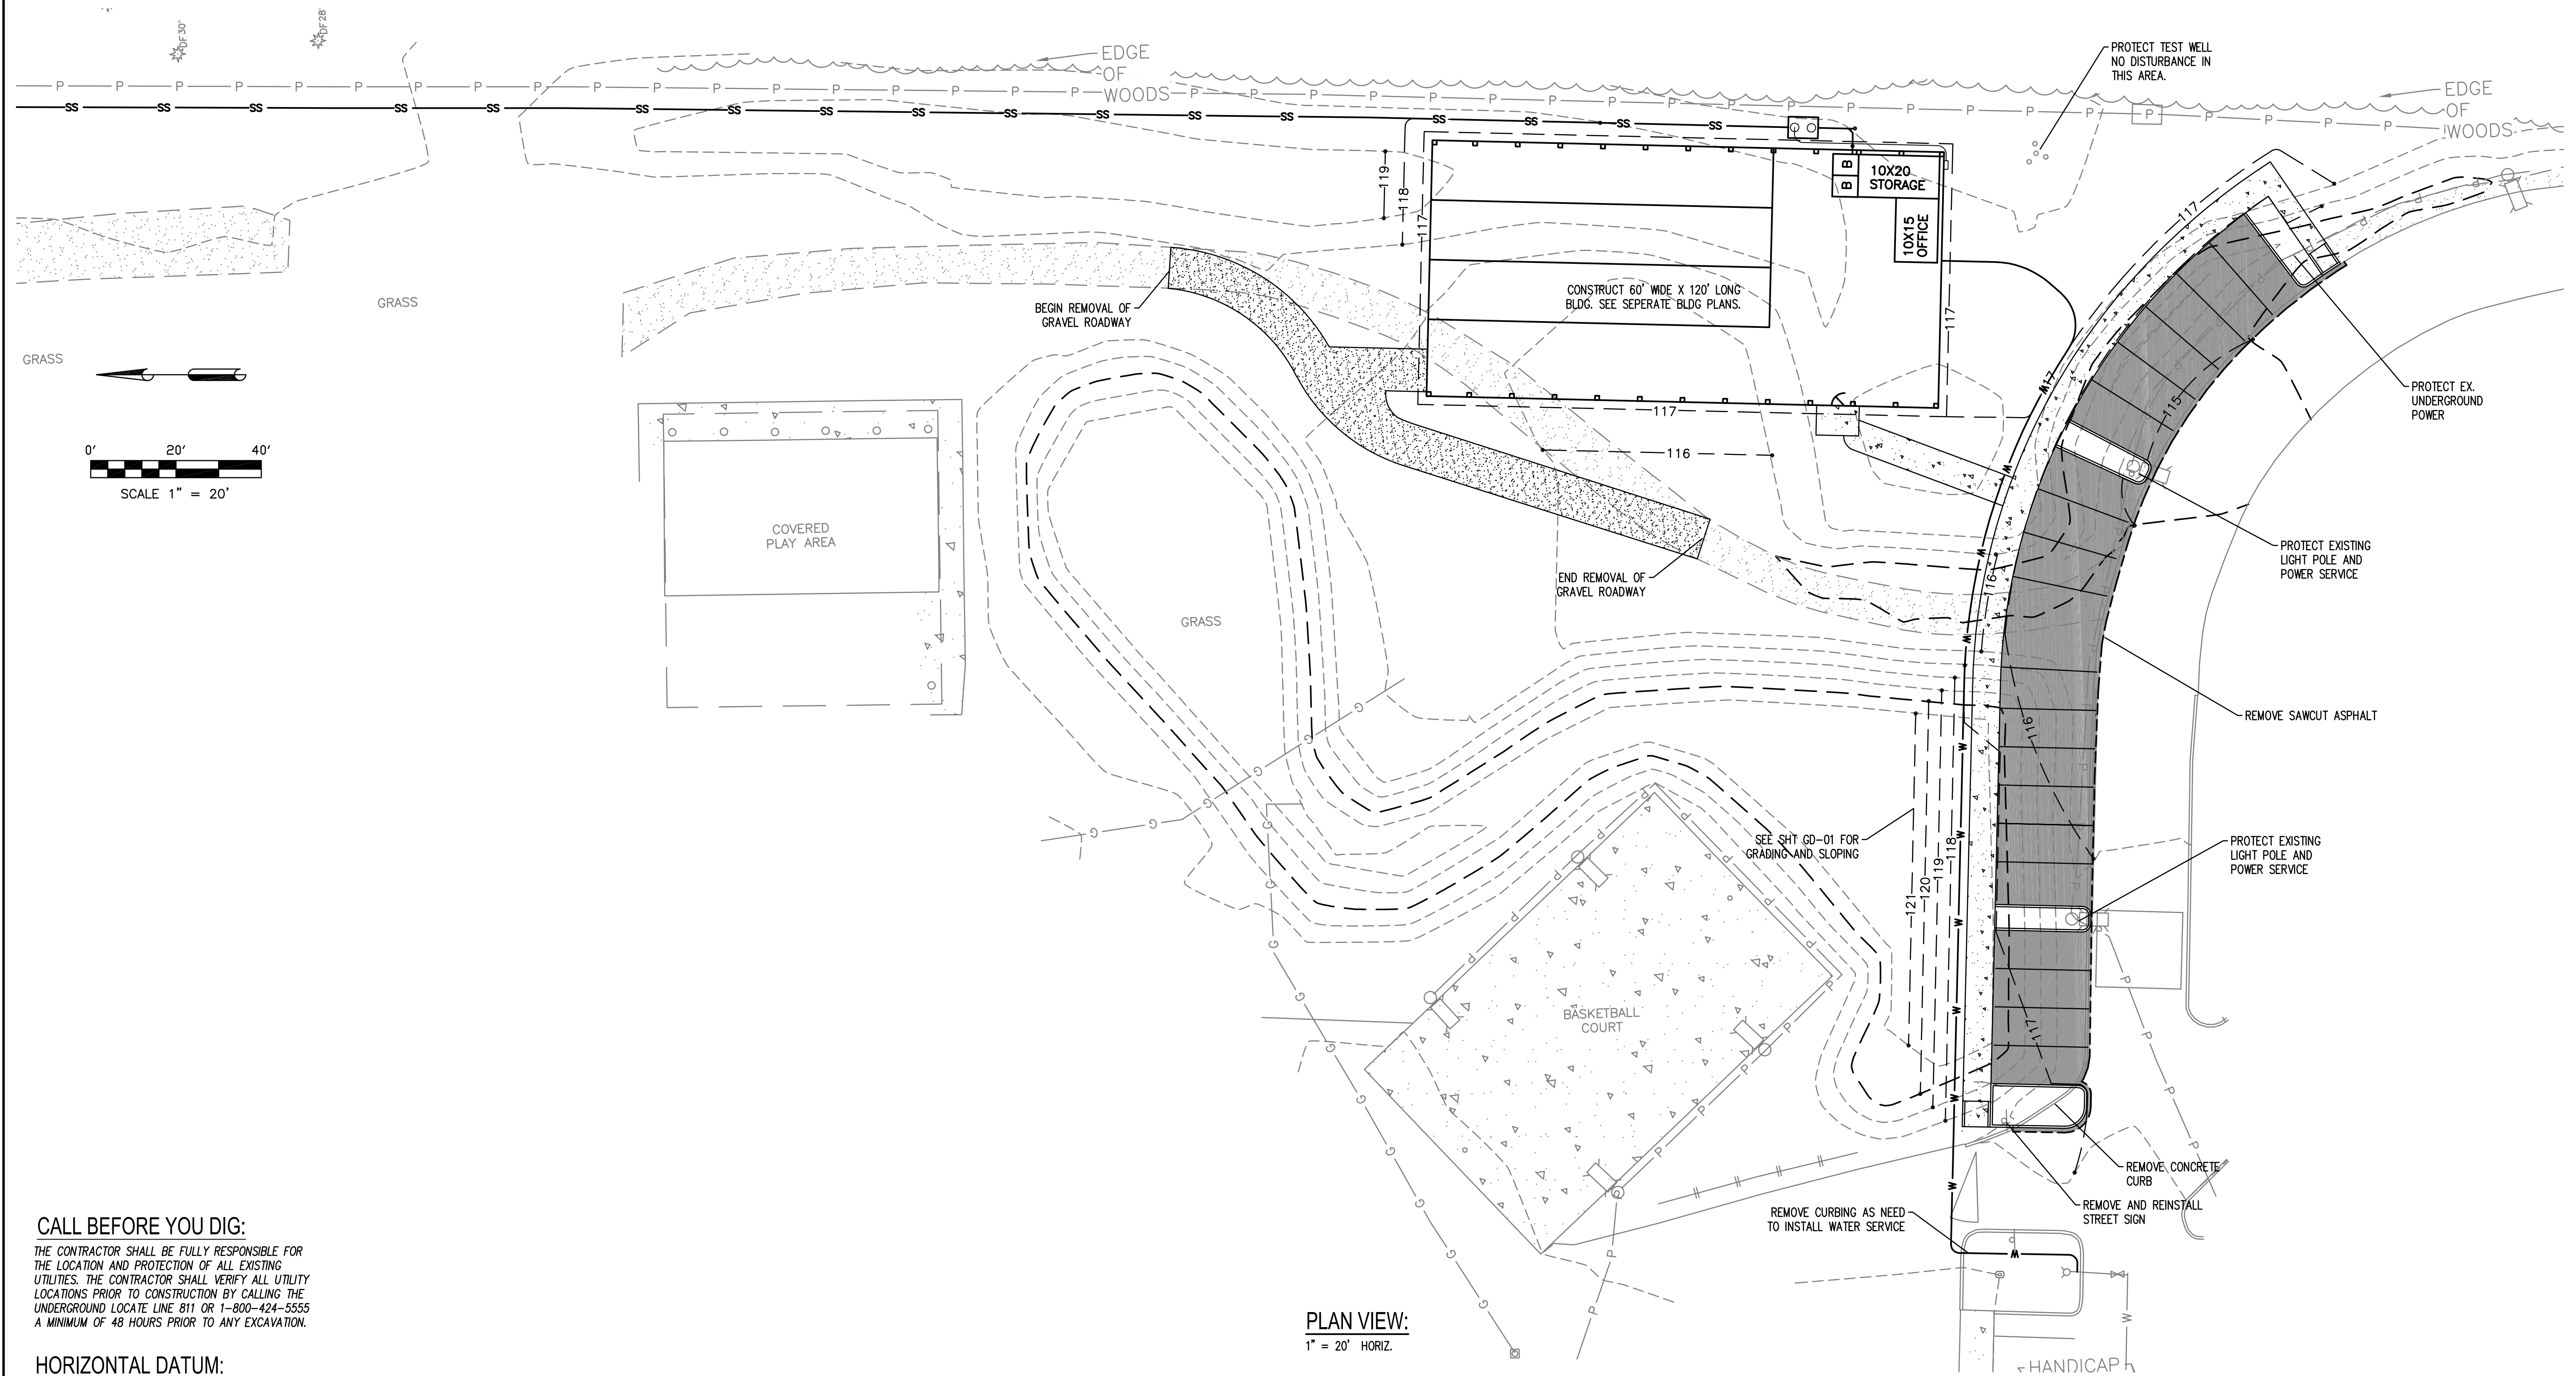 DF30"
DF28"
EDGE
OF
WOODS
PROTECT TEST WELL
NO DISTURBANCE IN
THIS AREA.
EDGE
OF
WOODS
119
118
117
B B
10X20
STORAGE
10X15
OFFICE
117
117
CONSTRUCT 60' WIDE X 120' LONG
BLDG. SEE SEPERATE BLDG PLANS.
BEGIN REMOVAL OF
GRAVEL ROADWAY
GRASS
GRASS
0' 20' 40'
SCALE 1" = 20'
117
116
117
115
PROTECT EX.
UNDERGROUND
POWER
COVERED
PLAY AREA
END REMOVAL OF
GRAVEL ROADWAY
116
PROTECT EXISTING
LIGHT POLE AND
POWER SERVICE
GRASS
116
REMOVE SAWCUT ASPHALT
SEE SHT GD-01 FOR
GRADING AND SLOPING
121
120
119
118
PROTECT EXISTING
LIGHT POLE AND
POWER SERVICE
BASKETBALL
COURT
117
REMOVE CONCRETE
CURB
REMOVE AND REINSTALL
STREET SIGN
REMOVE CURBING AS NEED
TO INSTALL WATER SERVICE
CALL BEFORE YOU DIG:
THE CONTRACTOR SHALL BE FULLY RESPONSIBLE FOR
THE LOCATION AND PROTECTION OF ALL EXISTING
UTILITIES. THE CONTRACTOR SHALL VERIFY ALL UTILITY
LOCATIONS PRIOR TO CONSTRUCTION BY CALLING THE
UNDERGROUND LOCATE LINE 811 OR 1-800-424-5555
A MINIMUM OF 48 HOURS PRIOR TO ANY EXCAVATION.
PLAN VIEW:
1" = 20' HORIZ.
HORIZONTAL DATUM:
HANDICAP